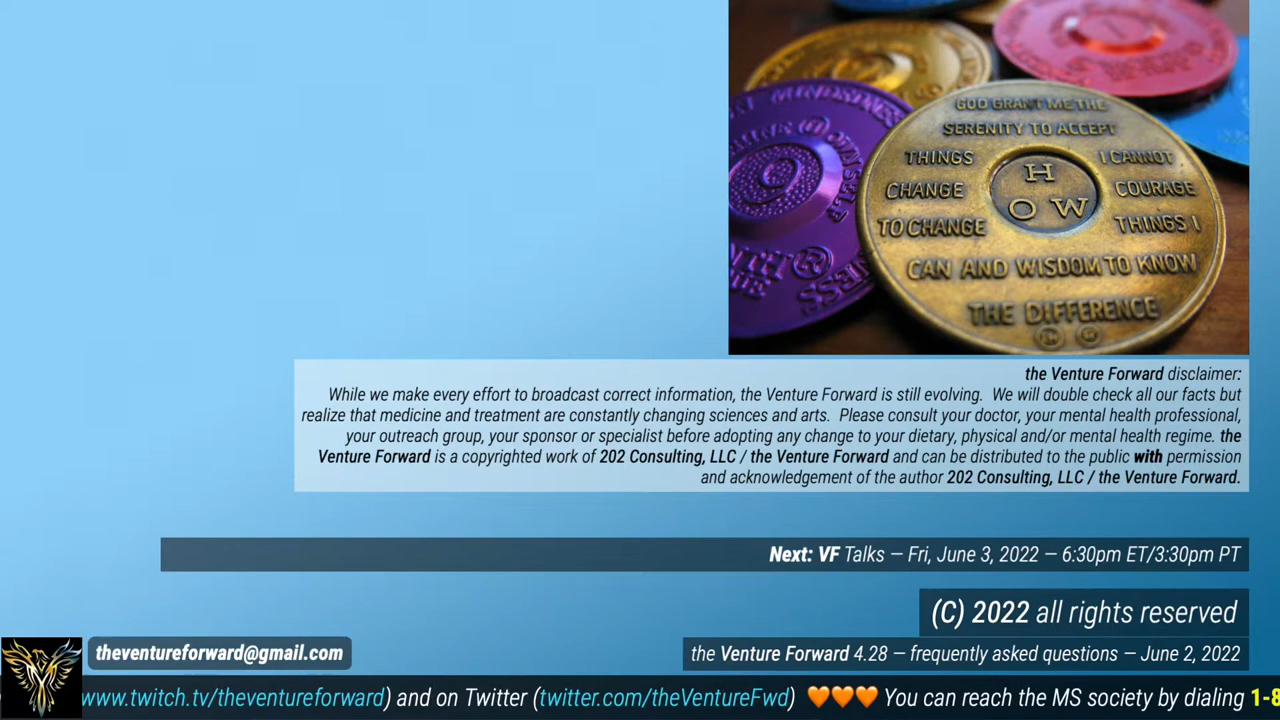 GOD GRANT ME THE
SERENITY TO ACCEPT
THINGS I CANNOT
CHANGE COURAGE
TO CHANGE THINGS I
CAN AND WISDOM TO KNOW
THE DIFFERENCE
H
O W
OWN SELF
the Venture Forward disclaimer:
While we make every effort to broadcast correct information, the Venture Forward is still evolving. We will double check all our facts but
realize that medicine and treatment are constantly changing sciences and arts. Please consult your doctor, your mental health professional,
your outreach group, your sponsor or specialist before adopting any change to your dietary, physical and/or mental health regime. the
Venture Forward is a copyrighted work of 202 Consulting, LLC / the Venture Forward and can be distributed to the public with permission
and acknowledgement of the author 202 Consulting, LLC / the Venture Forward.
Next: VF Talks — Fri, June 3, 2022 — 6:30pm ET/3:30pm PT
(C) 2022 all rights reserved
theventureforward@gmail.com
the Venture Forward 4.28 — frequently asked questions — June 2, 2022
www.twitch.tv/theventureforward) and on Twitter (twitter.com/theVentureFwd) 🧡🧡🧡 You can reach the MS society by dialing 1-8